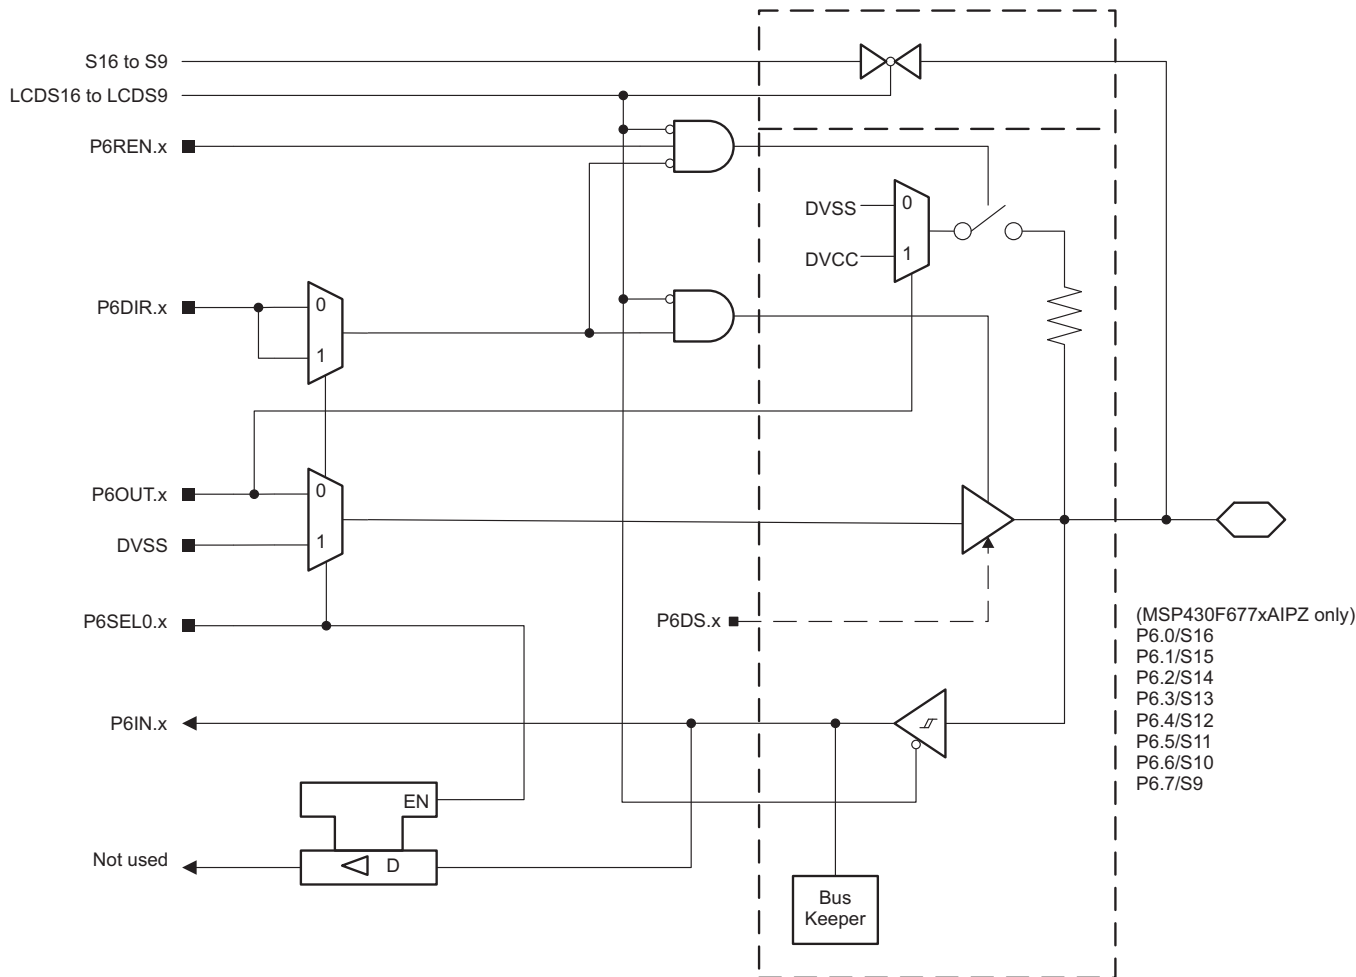 S16 to S9
LCDS16 to LCDS9
P6REN.x
DVSS
0
DVCC
1
P6DIR.x
0
1
P6OUT.x
0
DVSS
1
P6SEL0.x
P6DS.x
(MSP430F677xAIPZ only)
P6.0/S16
P6.1/S15
P6.2/S14
P6.3/S13
P6.4/S12
P6.5/S11
P6.6/S10
P6.7/S9
P6IN.x
EN
Not used
D
Bus
Keeper